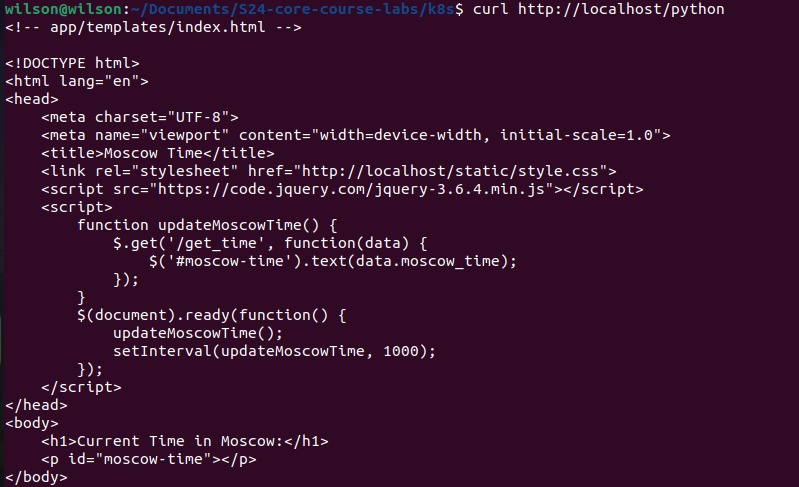 wilson@wilson:~/Documents/S24-core-course-labs/k8s$ curl http://localhost/python
<!-- app/templates/index.html -->

<!DOCTYPE html>
<html lang="en">
<head>
    <meta charset="UTF-8">
    <meta name="viewport" content="width=device-width, initial-scale=1.0">
    <title>Moscow Time</title>
    <link rel="stylesheet" href="http://localhost/static/style.css">
    <script src="https://code.jquery.com/jquery-3.6.4.min.js"></script>
    <script>
        function updateMoscowTime() {
            $.get('/get_time', function(data) {
                $('#moscow-time').text(data.moscow_time);
            });
        }
        $(document).ready(function() {
            updateMoscowTime();
            setInterval(updateMoscowTime, 1000);
        });
    </script>
</head>
<body>
    <h1>Current Time in Moscow:</h1>
    <p id="moscow-time"></p>
</body>